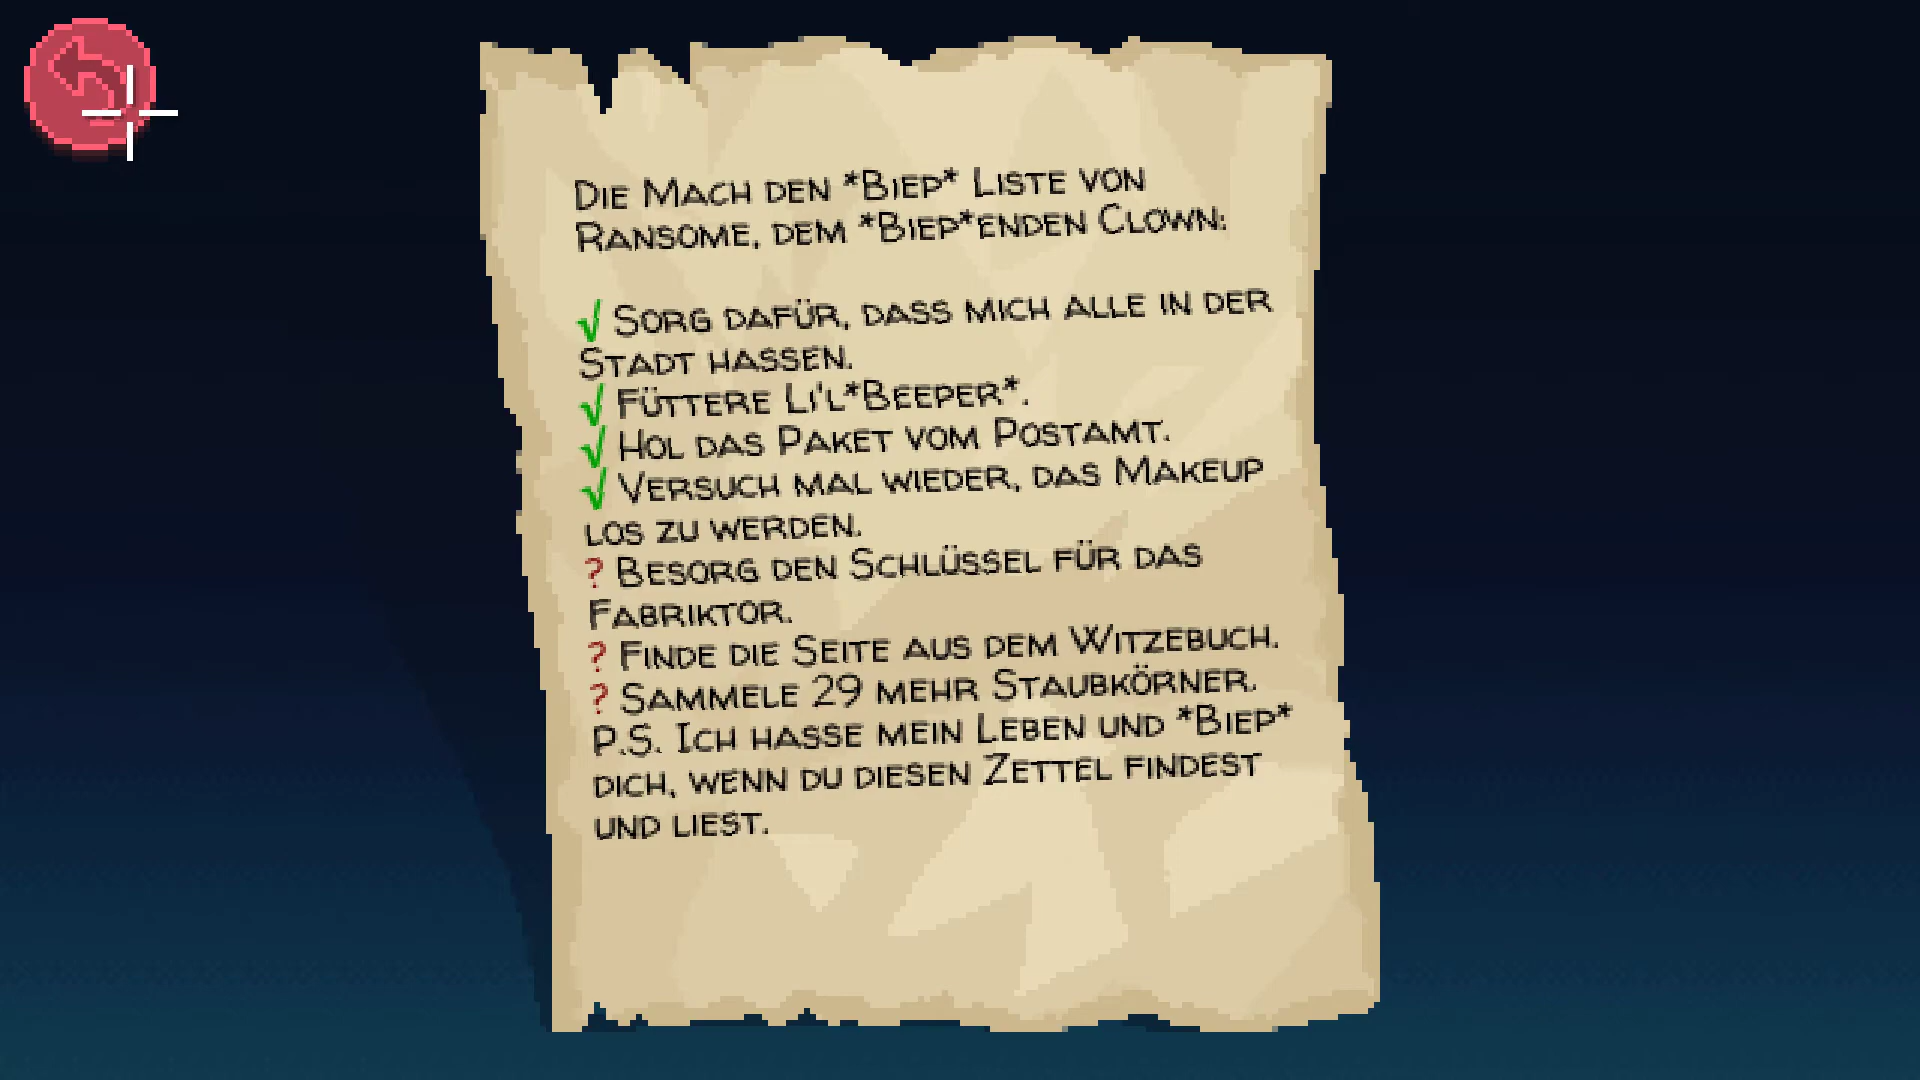 Die Mach den *Biep* Liste von
Ransome, dem *Biep*enden Clown:
√ Sorg dafür, dass mich alle in der
Stadt hassen.
√ Füttere Li'l*Beeper*.
√ Hol das Paket vom Postamt.
√ Versuch mal wieder, das Makeup
los zu werden.
? Besorg den Schlüssel für das
Fabriktor.
? Finde die Seite aus dem Witzebuch.
? Sammele 29 mehr Staubkörner.
P.S. Ich hasse mein Leben und *Biep*
dich, wenn du diesen Zettel findest
und liest.